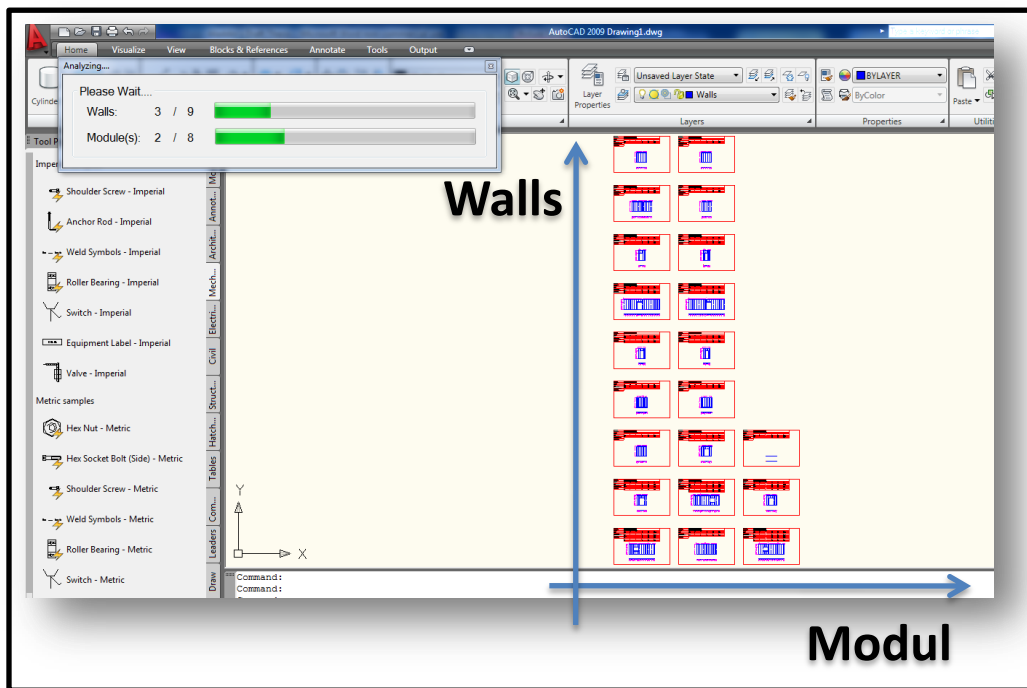 AutoCAD 2009 Drawing1.dwg
Home Visualize View Blocks & References Annotate Tools Output
Analyzing....
Please Wait....
Walls: 3 / 9
Module(s): 2 / 8
Cylinde
Layer Properties
Unsaved Layer State
Walls
BYLAYER
ByColor
Paste
Layers
Properties
Utiliti
Tool P
Imper
Shoulder Screw - Imperial
Anchor Rod - Imperial
Weld Symbols - Imperial
Roller Bearing - Imperial
Switch - Imperial
Equipment Label - Imperial
Valve - Imperial
Metric samples
Hex Nut - Metric
Hex Socket Bolt (Side) - Metric
Shoulder Screw - Metric
Weld Symbols - Metric
Roller Bearing - Metric
Switch - Metric
Annot...
Archit...
Mech...
Electri...
Civil
Struct...
Hatch...
Tables
Com...
Leaders
Draw
Walls
Y
X
Command:
Command:
Modul